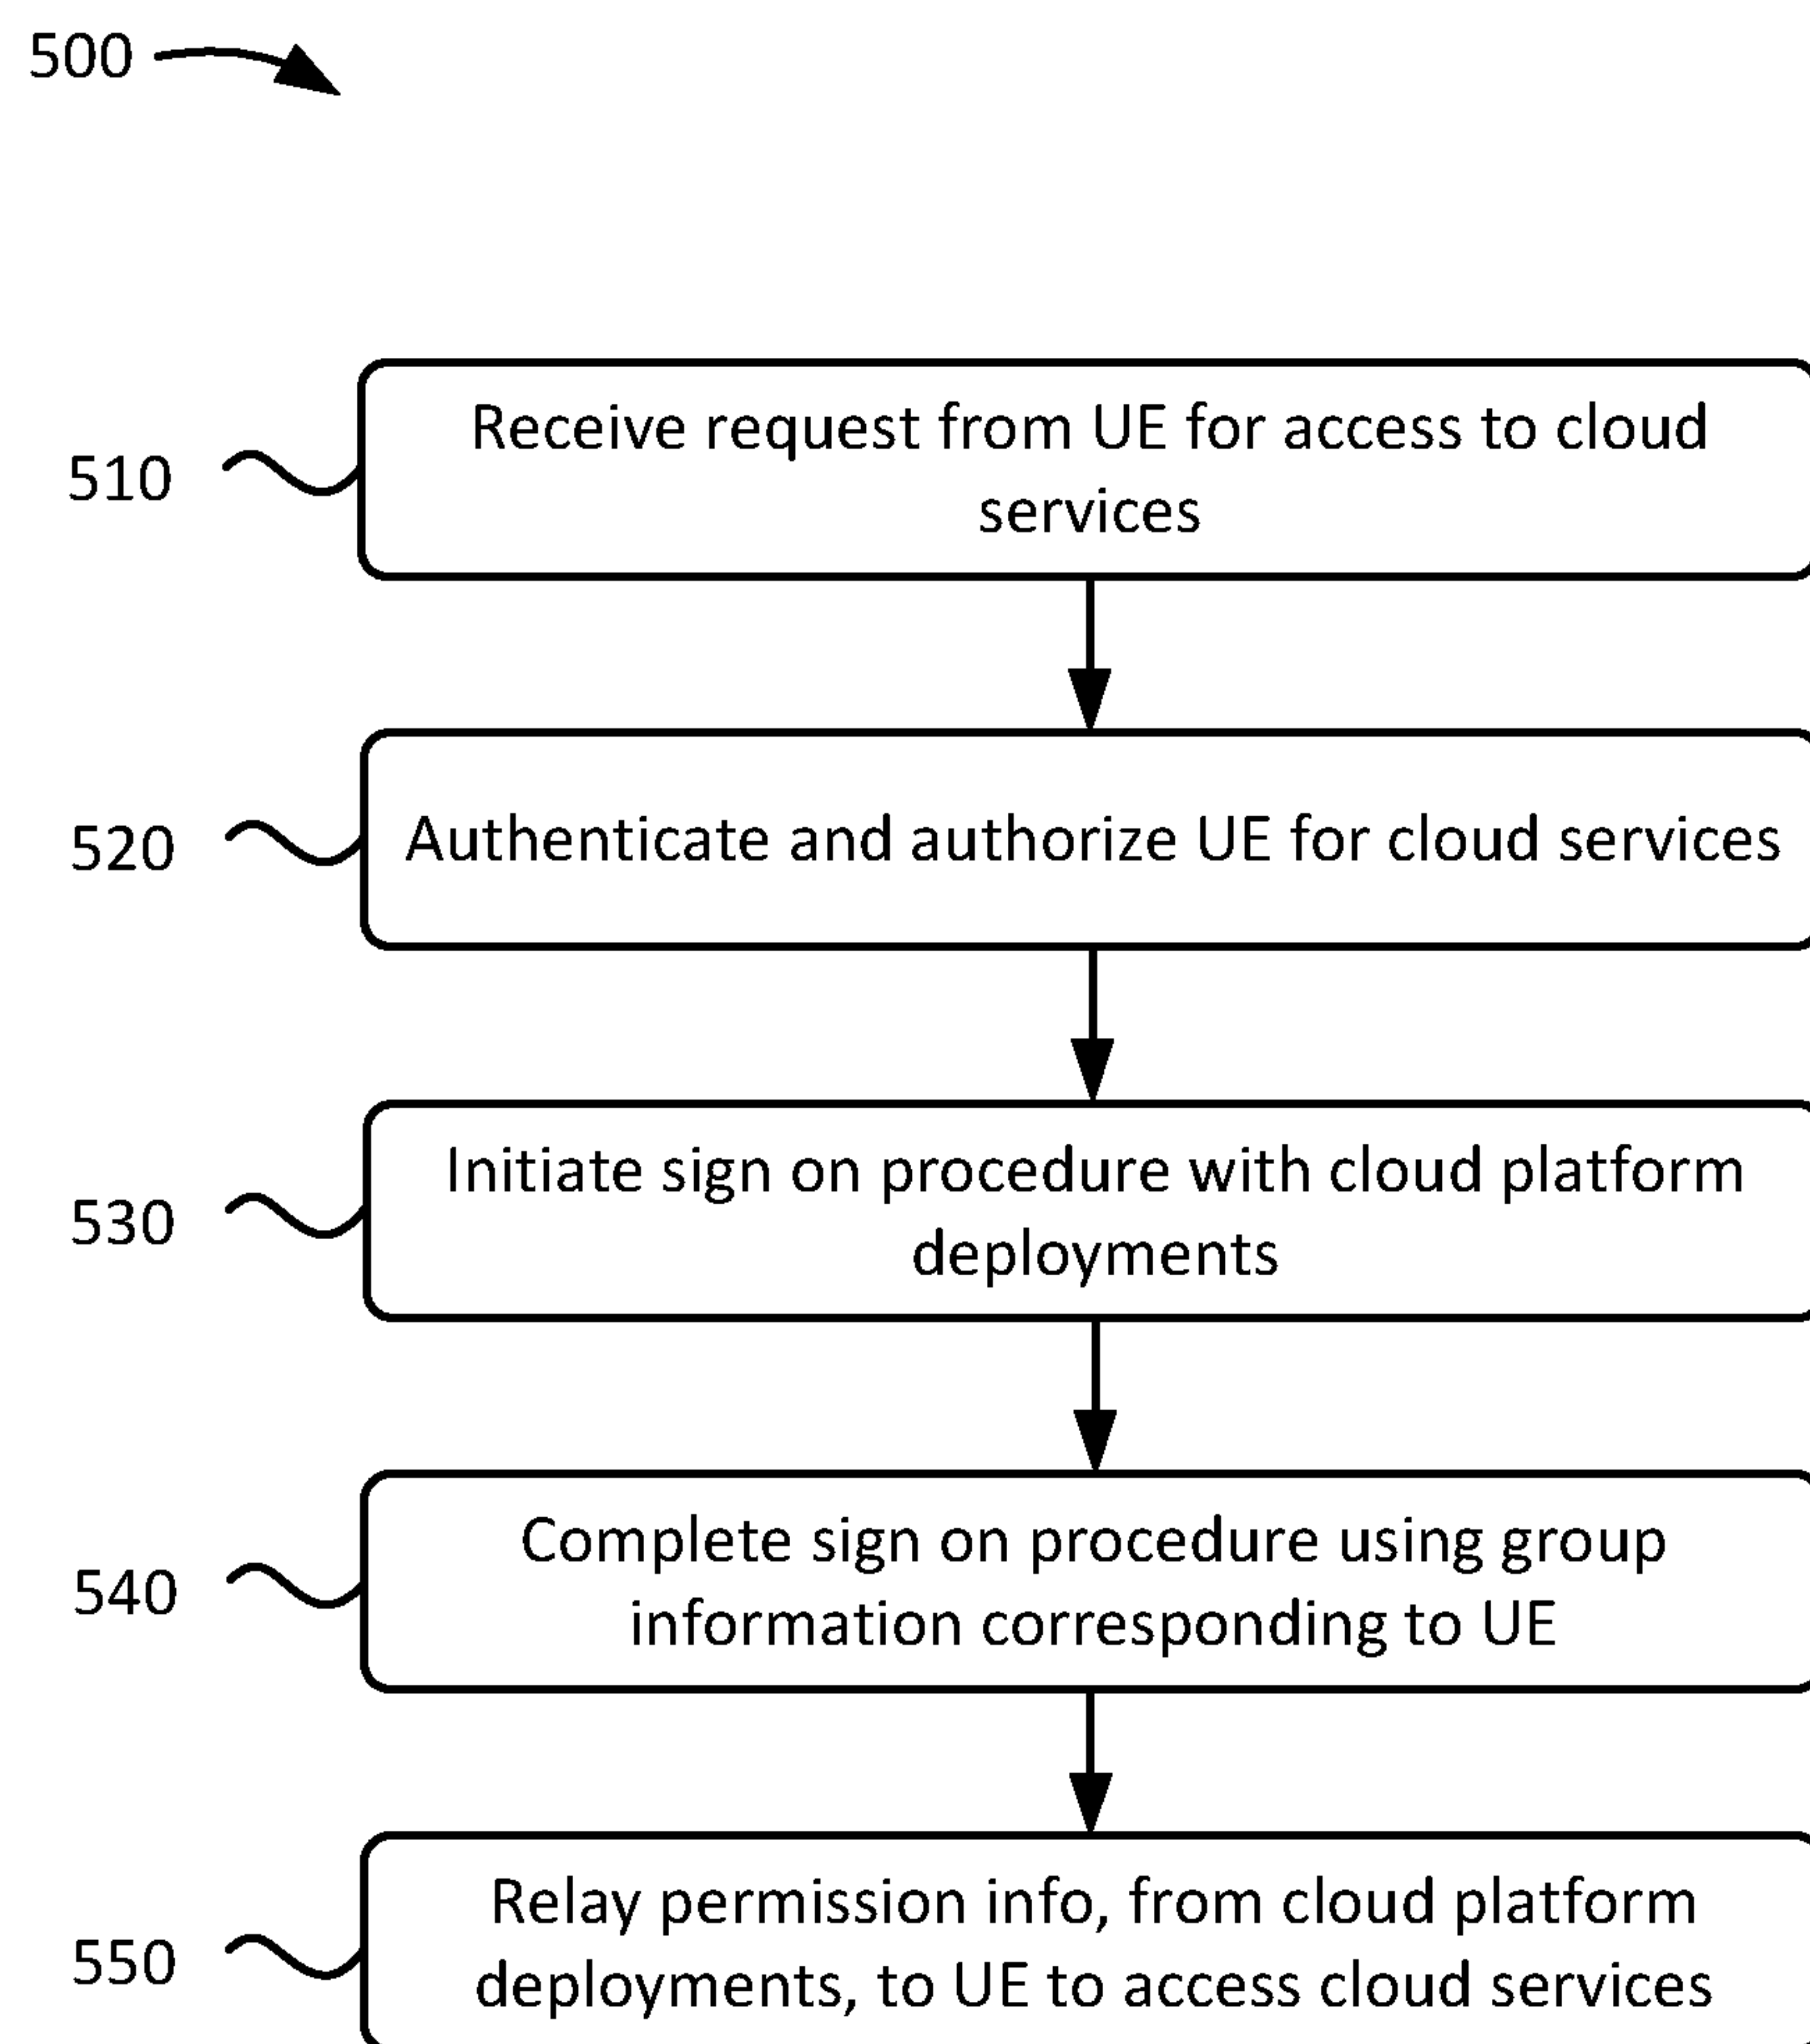 500
Receive request from UE for access to cloud
services
510
Authenticate and authorize UE for cloud services
520
Initiate sign on procedure with cloud platform
deployments
530
Complete sign on procedure using group
information corresponding to UE
540
Relay permission info, from cloud platform
deployments, to UE to access cloud services
550